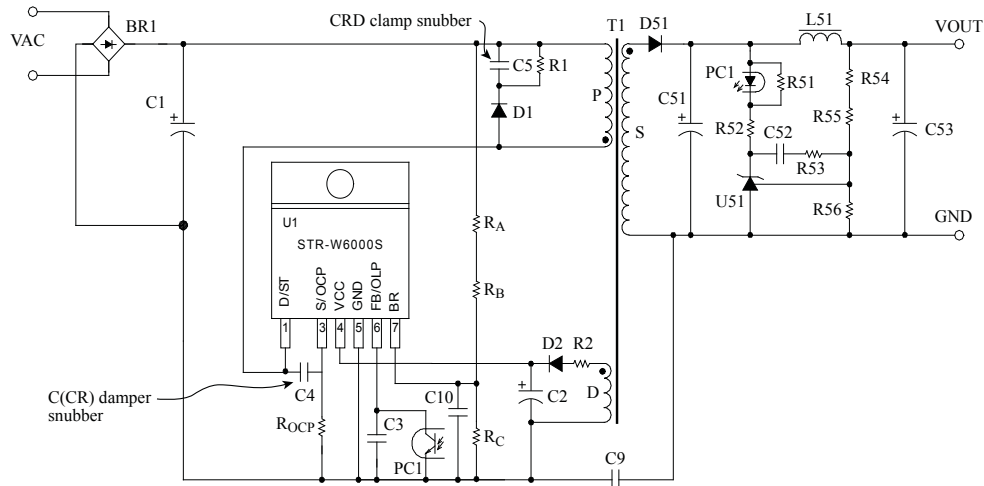 CRD clamp snubber
T1
D51
L51
VOUT
BR1
VAC
C5
R1
P
PC1
R51
R54
C1
D1
S
C51
R52
C52
R55
C53
R53
U51
R56
GND
U1
STR-W6000S
D/ST
S/OCP
VCC
GND
FB/OLP
BR
1
3
4
5
6
7
RA
RB
D2
R2
C4
C10
C2
D
C(CR) damper
snubber
ROCP
C3
PC1
RC
C9